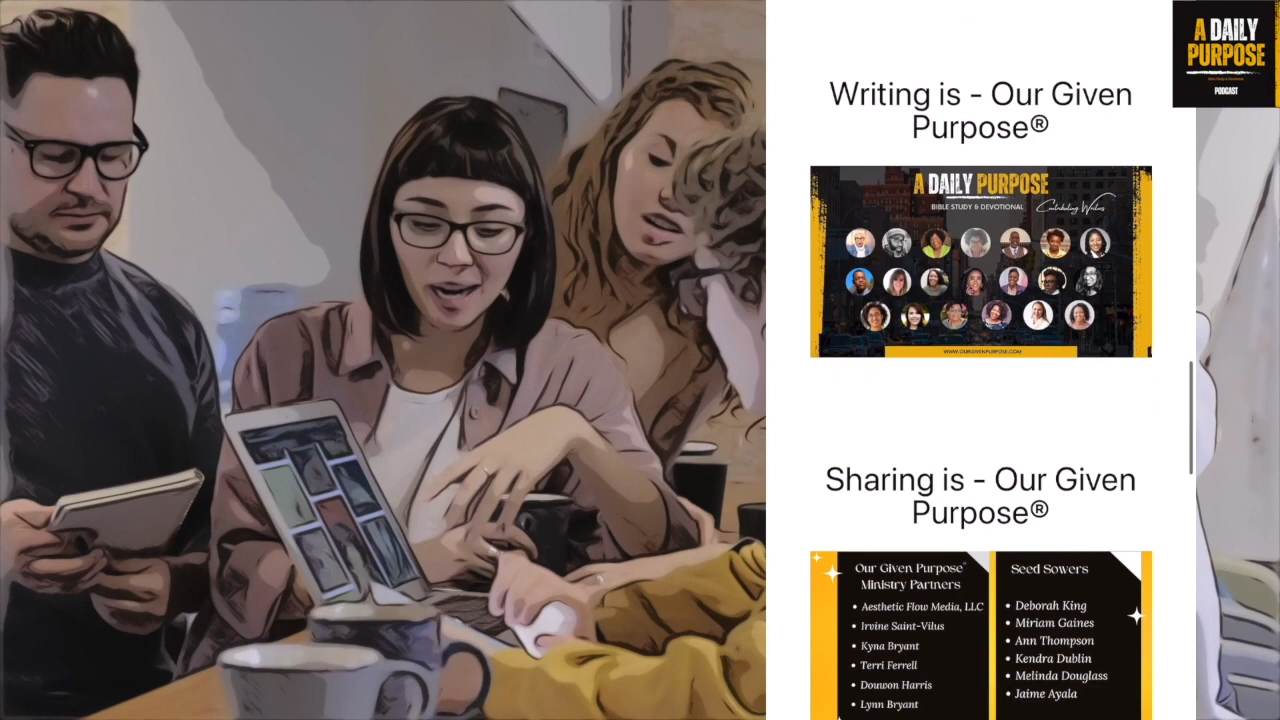 A DAILY
PURPOSE
PODCAST
Writing is - Our Given
Purpose®
A DAILY PURPOSE
BIBLE STUDY & DEVOTIONAL
Contributing Writers
WWW.OURGIVENPURPOSE.COM
Sharing is - Our Given
Purpose®
Our Given Purpose®
Ministry Partners
• Aesthetic Flow Media, LLC
• Irvine Saint-Vilus
• Kyna Bryant
• Terri Ferrell
• Douwon Harris
• Lynn Bryant
Seed Sowers
• Deborah King
• Miriam Gaines
• Ann Thompson
• Kendra Dublin
• Melinda Douglass
• Jaime Ayala